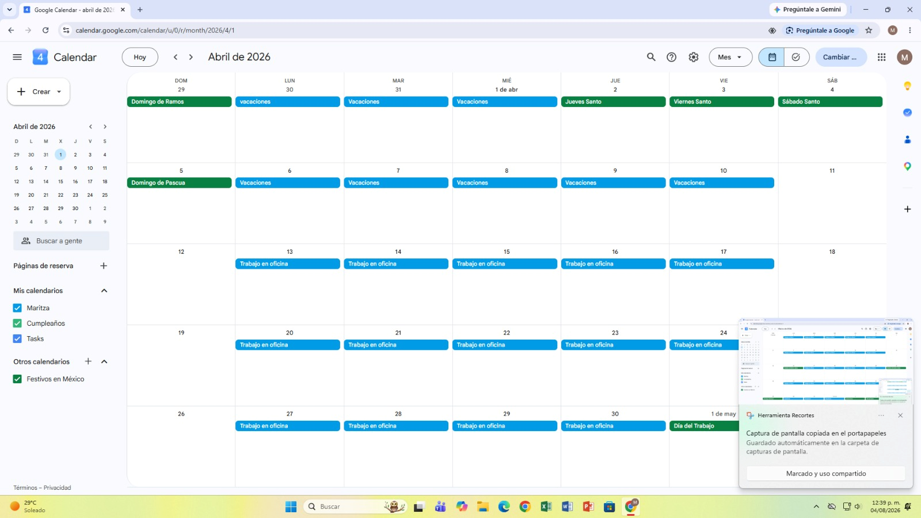 Google Calendar - abril de 2026
Pregúntale a Gemini
calendar.google.com/calendar/u/0/r/month/2026/4/1
Pregúntale a Google
M
4
Calendar
Hoy
Abril de 2026
Mes
Cambiar ...
M
Crear
DOM LUN MAR MIÉ JUE VIE SÁB
29 30 31 1 de abr 2 3 4
Domingo de Ramos vacaciones Vacaciones Vacaciones Jueves Santo Viernes Santo Sábado Santo
5 6 7 8 9 10 11
Domingo de Pascua Vacaciones Vacaciones Vacaciones Vacaciones Vacaciones
12 13 14 15 16 17 18
Trabajo en oficina Trabajo en oficina Trabajo en oficina Trabajo en oficina Trabajo en oficina
19 20 21 22 23 24
Trabajo en oficina Trabajo en oficina Trabajo en oficina Trabajo en oficina Trabajo en
26 27 28 29 30 1 de may
Trabajo en oficina Trabajo en oficina Trabajo en oficina Trabajo en oficina Día del Trabajo
Abril de 2026
D L M X J V S
29 30 31 1 2 3 4
5 6 7 8 9 10 11
12 13 14 15 16 17 18
19 20 21 22 23 24 25
26 27 28 29 30 1 2
3 4 5 6 7 8 9
Buscar a gente
Páginas de reserva
Mis calendarios
Maritza
Cumpleaños
Tasks
Otros calendarios
Festivos en México
Términos – Privacidad
Herramienta Recortes
Captura de pantalla copiada en el portapapeles
Guardado automáticamente en la carpeta de
capturas de pantalla.
Marcado y uso compartido
29°C
Soleado
Buscar
12:39 p. m.
04/08/2026